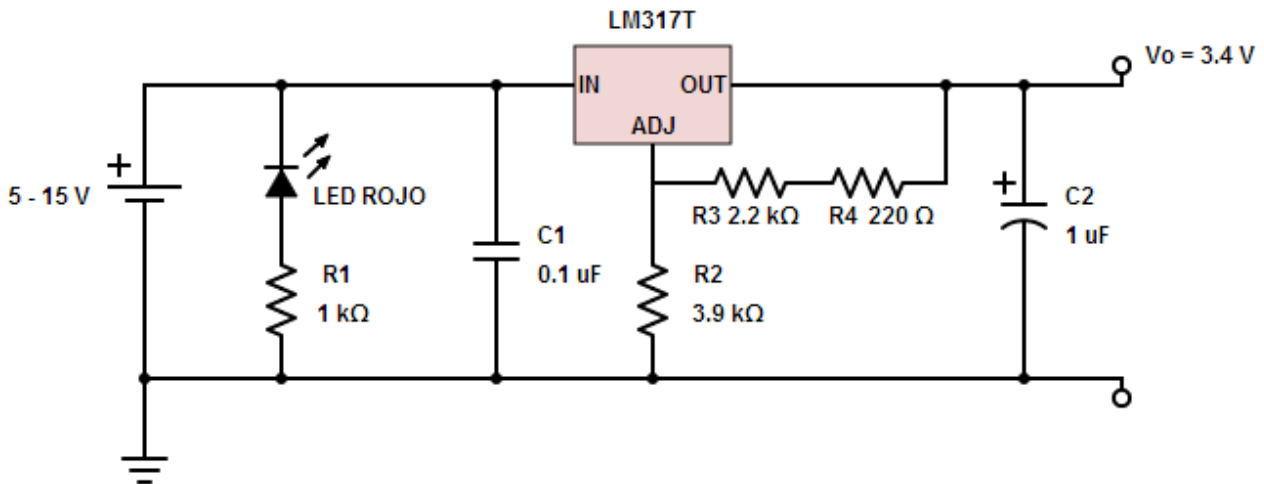 LM317T
Vo = 3.4 V
IN
OUT
ADJ
+
5 - 15 V
LED ROJO
R3 2.2 kΩ
R4 220 Ω
+
C2
1 uF
C1
0.1 uF
R1
1 kΩ
R2
3.9 kΩ